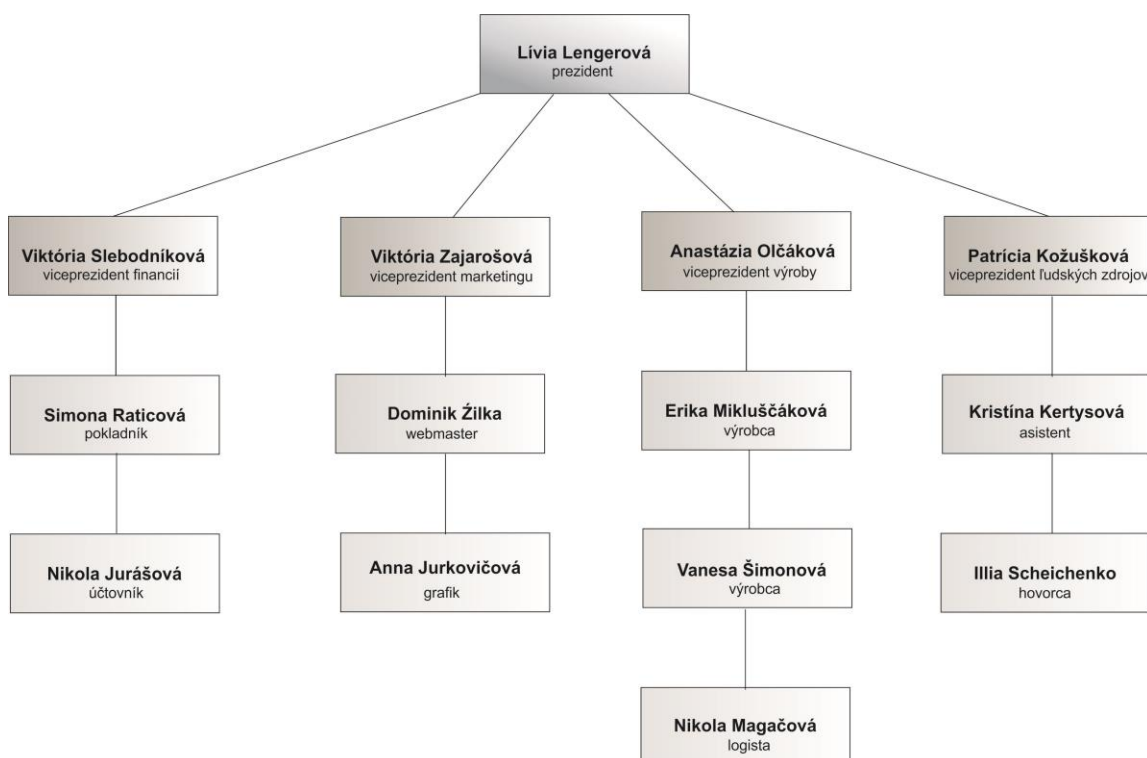 Lívia Lengerová
prezident
Viktória Slebodníková
viceprezident financií
Viktória Zajarošová
viceprezident marketingu
Anastázia Olčáková
viceprezident výroby
Patrícia Kožušková
viceprezident ľudských zdrojov
Simona Raticová
pokladník
Dominik Źilka
webmaster
Erika Mikluščáková
výrobca
Kristína Kertysová
asistent
Nikola Jurášová
účtovník
Anna Jurkovičová
grafik
Vanesa Šimonová
výrobca
Illia Scheichenko
hovorca
Nikola Magačová
logista